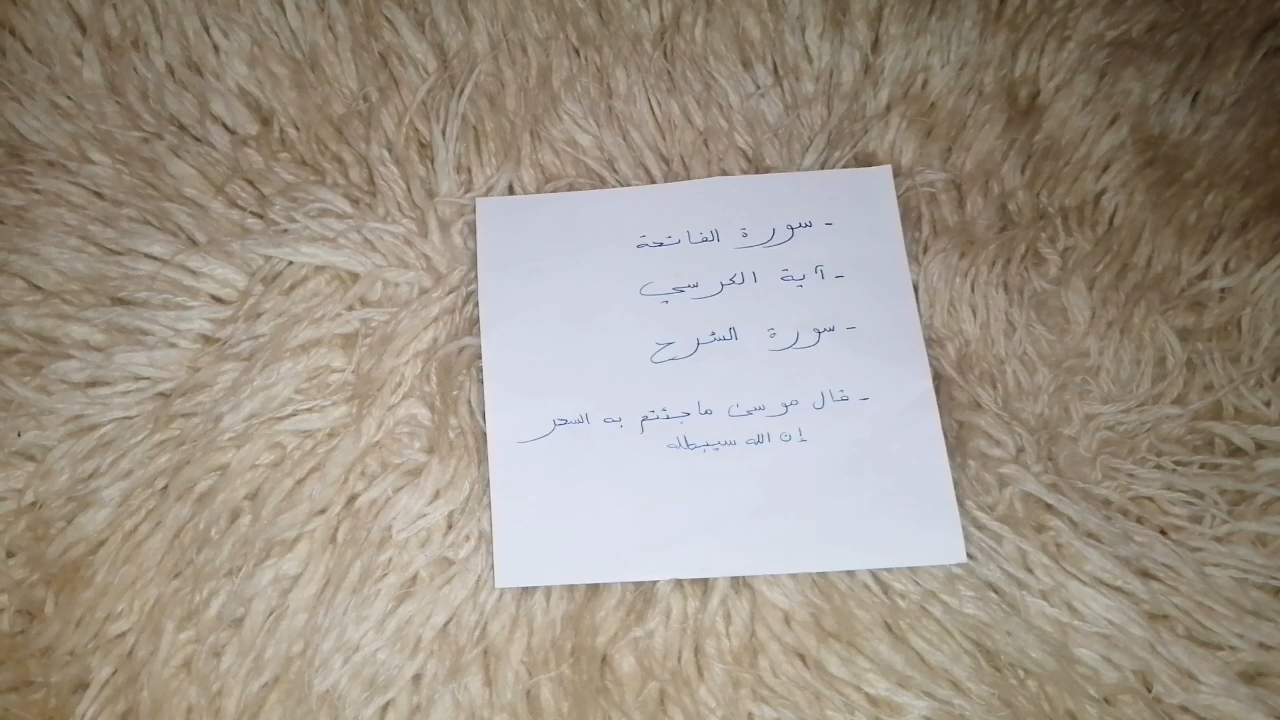 - سورة الفاتحة
- آية الكرسي
- سورة الشرح
- قال موسى ما جئتم به السحر
إن الله سيبطله